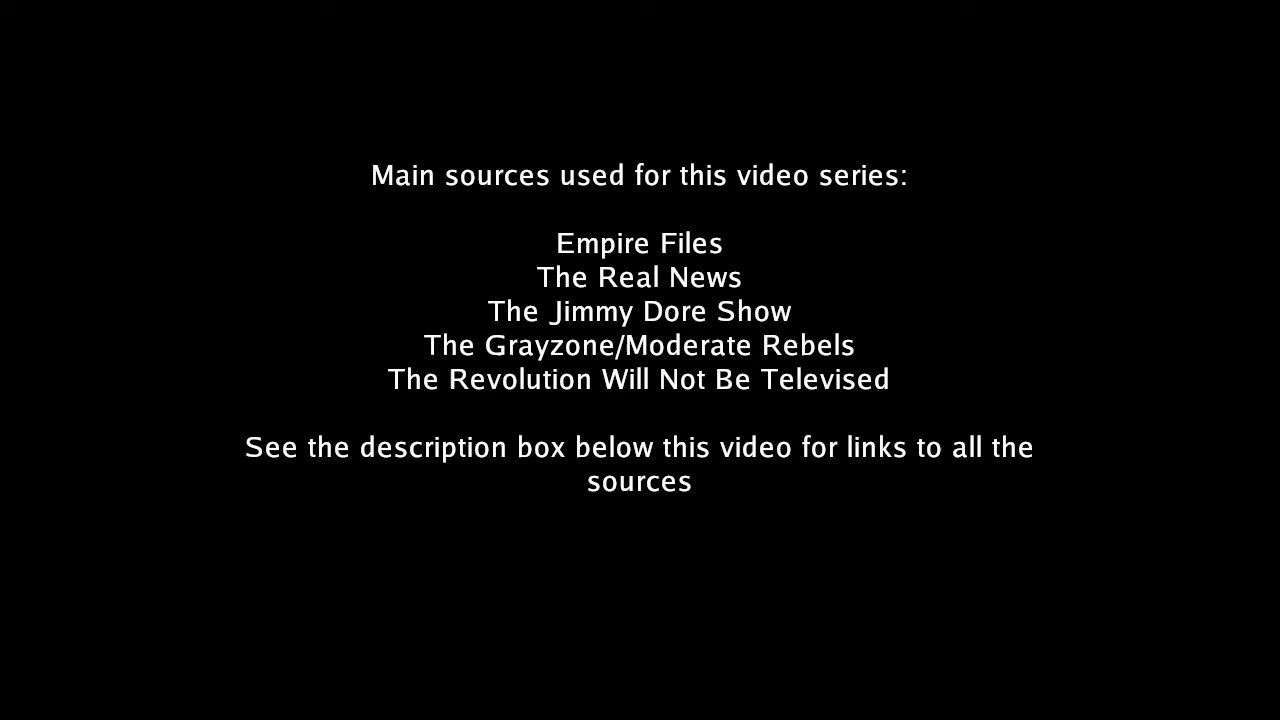 Main sources used for this video series:
Empire Files
The Real News
The Jimmy Dore Show
The Grayzone/Moderate Rebels
The Revolution Will Not Be Televised
See the description box below this video for links to all the
sources